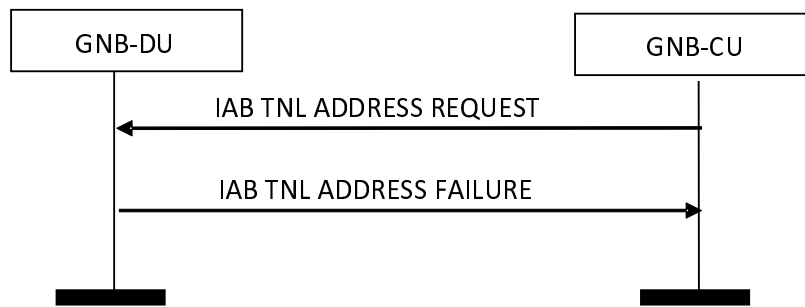 GNB-DU
GNB-CU
IAB TNL ADDRESS REQUEST
IAB TNL ADDRESS FAILURE